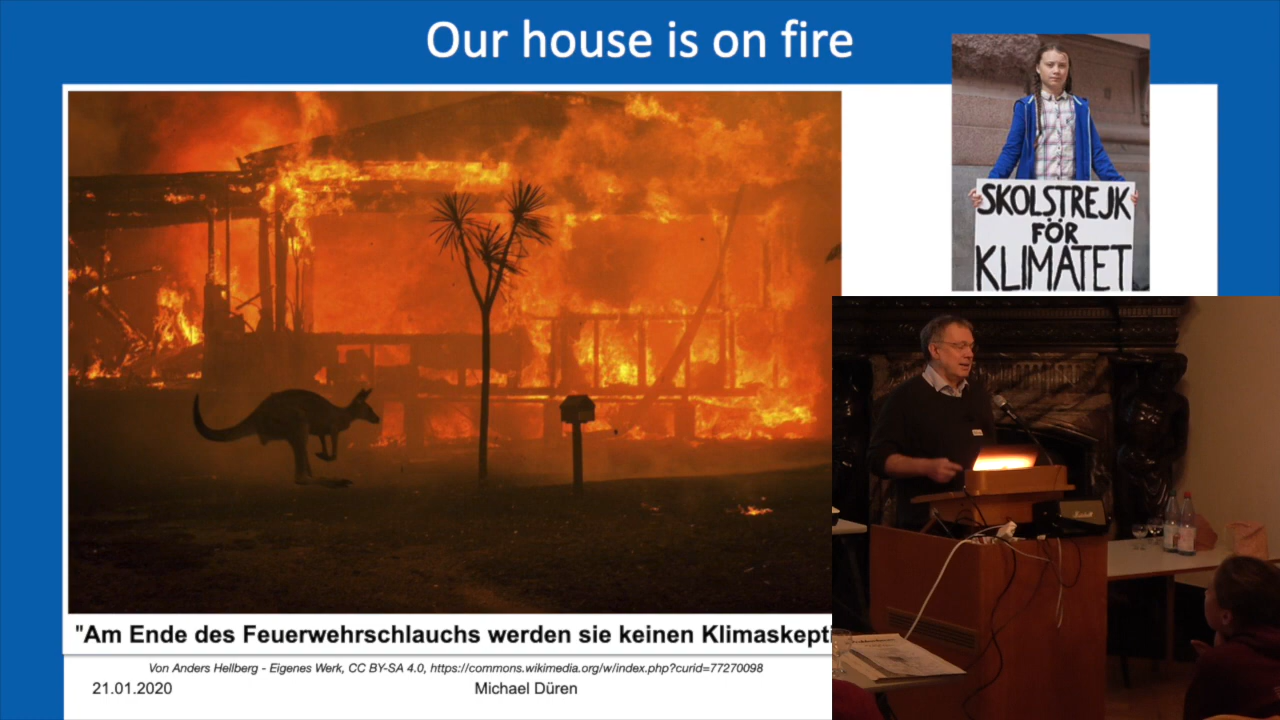 Our house is on fire
SKOLSTREJK
FÖR
KLIMATET
"Am Ende des Feuerwehrschlauchs werden sie keinen Klimaskepti
Von Anders Hellberg - Eigenes Werk, CC BY-SA 4.0, https://commons.wikimedia.org/w/index.php?curid=77270098
21.01.2020
Michael Düren
Marshall